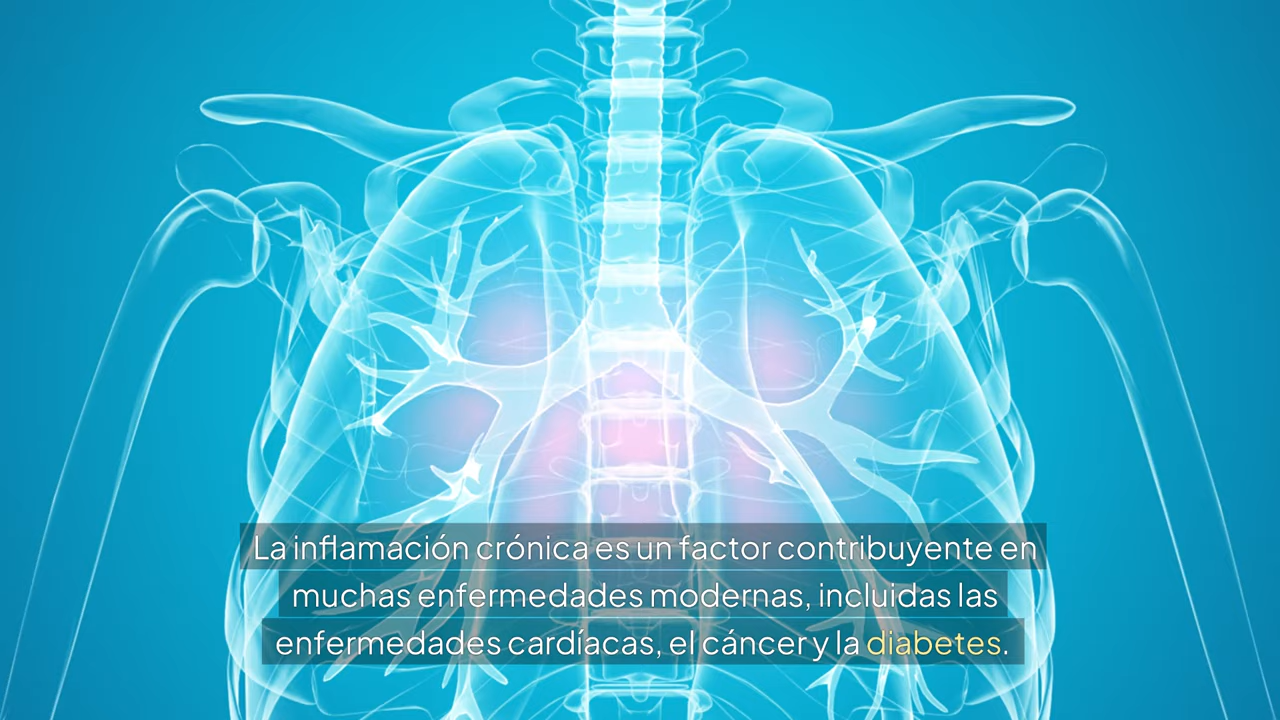 La inflamación crónica es un factor contribuyente en
muchas enfermedades modernas, incluidas las
enfermedades cardíacas, el cáncer y la diabetes.